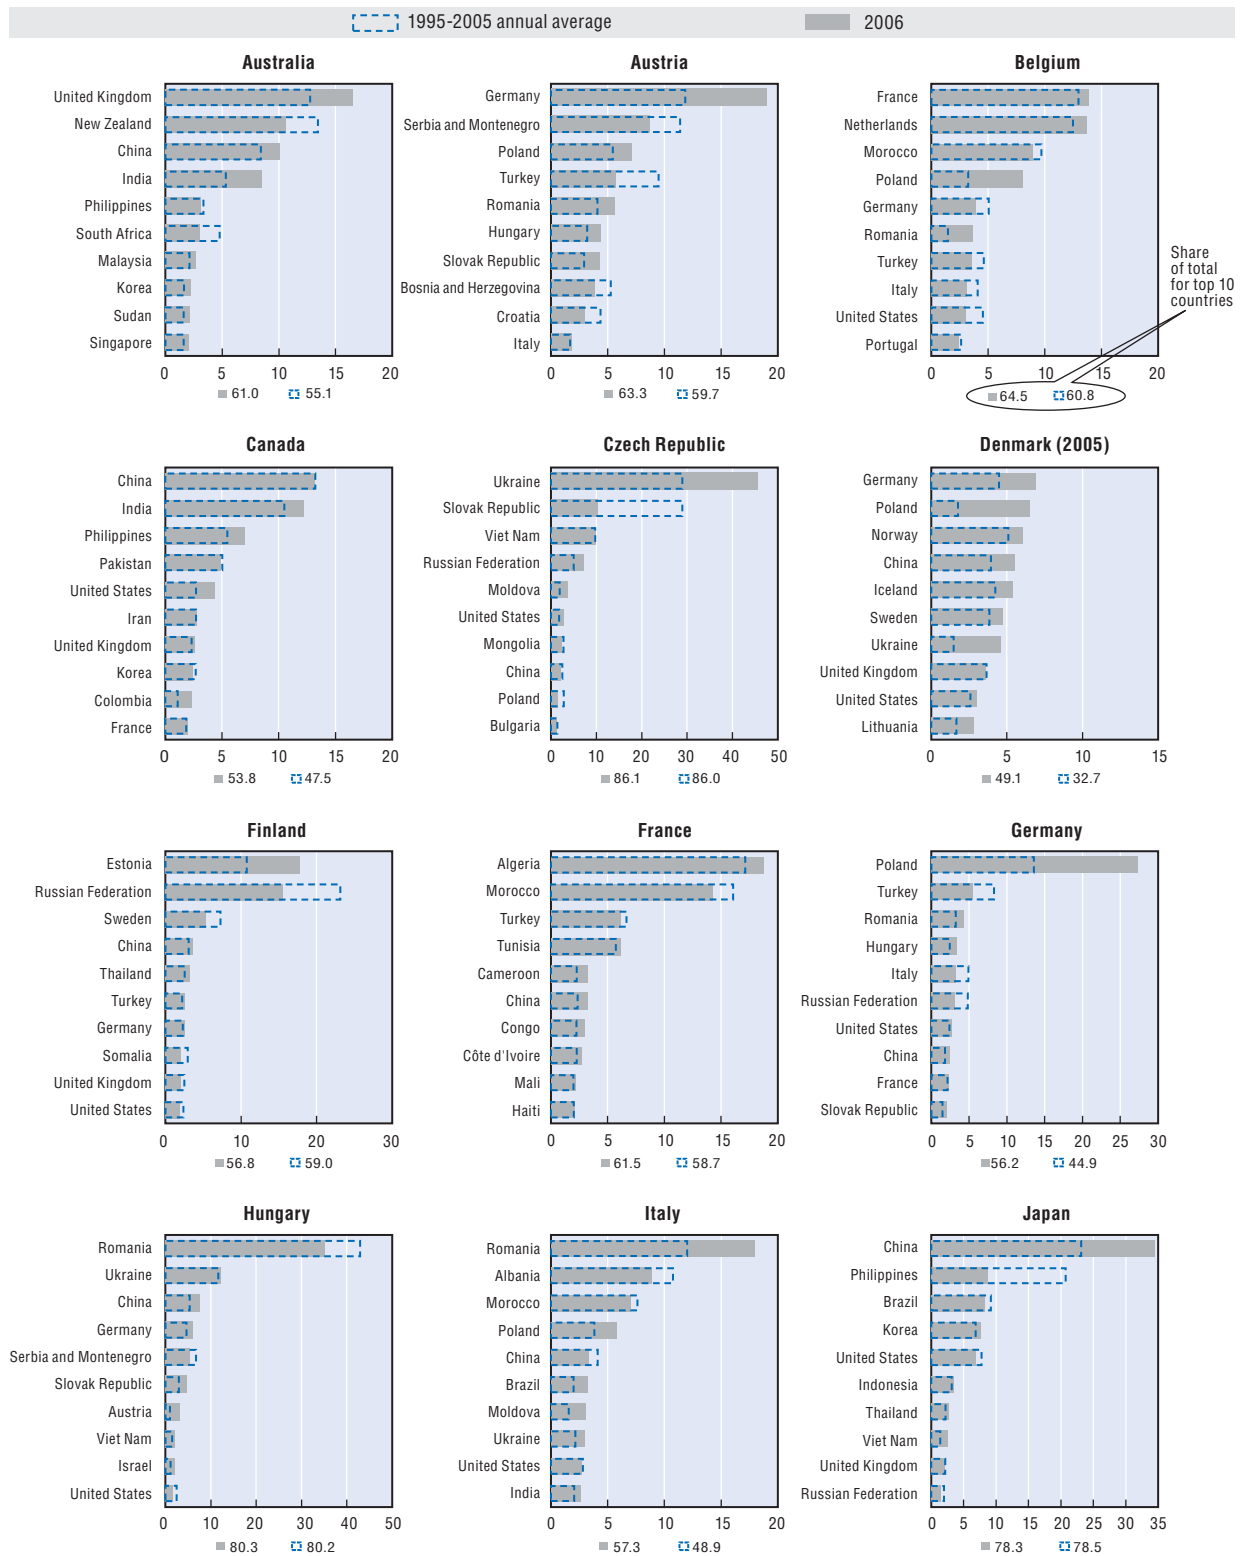 1995-2005 annual average 2006
Australia
United Kingdom
New Zealand
China
India
Philippines
South Africa
Malaysia
Korea
Sudan
Singapore
0 5 10 15 20
61.0 55.1
Austria
Germany
Serbia and Montenegro
Poland
Turkey
Romania
Hungary
Slovak Republic
Bosnia and Herzegovina
Croatia
Italy
0 5 10 15 20
63.3 59.7
Belgium
France
Netherlands
Morocco
Poland
Germany
Romania
Turkey
Italy
United States
Portugal
0 5 10 15 20
64.5 60.8
Share
of total
for top 10
countries
Canada
China
India
Philippines
Pakistan
United States
Iran
United Kingdom
Korea
Colombia
France
0 5 10 15 20
53.8 47.5
Czech Republic
Ukraine
Slovak Republic
Viet Nam
Russian Federation
Moldova
United States
Mongolia
China
Poland
Bulgaria
0 10 20 30 40 50
86.1 86.0
Denmark (2005)
Germany
Poland
Norway
China
Iceland
Sweden
Ukraine
United Kingdom
United States
Lithuania
0 5 10 15
49.1 32.7
Finland
Estonia
Russian Federation
Sweden
China
Thailand
Turkey
Germany
Somalia
United Kingdom
United States
0 10 20 30
56.8 59.0
France
Algeria
Morocco
Turkey
Tunisia
Cameroon
China
Congo
Côte d'Ivoire
Mali
Haiti
0 5 10 15 20
61.5 58.7
Germany
Poland
Turkey
Romania
Hungary
Italy
Russian Federation
United States
China
France
Slovak Republic
0 5 10 15 20 25 30
56.2 44.9
Hungary
Romania
Ukraine
China
Germany
Serbia and Montenegro
Slovak Republic
Austria
Viet Nam
Israel
United States
0 10 20 30 40 50
80.3 80.2
Italy
Romania
Albania
Morocco
Poland
China
Brazil
Moldova
Ukraine
United States
India
0 5 10 15 20
57.3 48.9
Japan
China
Philippines
Brazil
Korea
United States
Indonesia
Thailand
Viet Nam
United Kingdom
Russian Federation
0 5 10 15 20 25 30 35
78.3 78.5